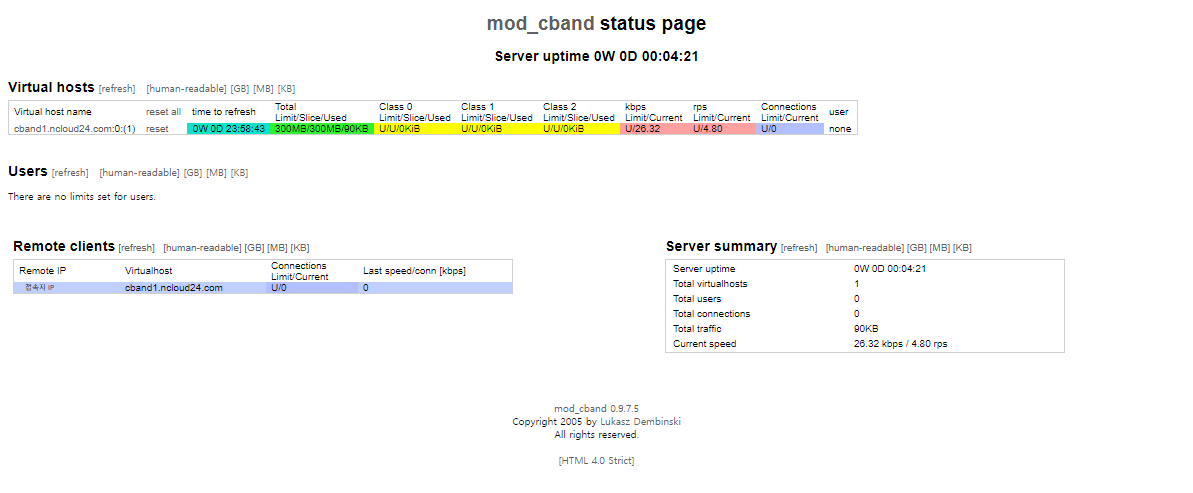 mod_cband status page
Server uptime 0W 0D 00:04:21
Virtual hosts [refresh] [human-readable] [GB] [MB] [KB]
Virtual host name reset all time to refresh Total Limit/Slice/Used Class 0 Limit/Slice/Used Class 1 Limit/Slice/Used Class 2 Limit/Slice/Used kbps Limit/Current rps Limit/Current Connections Limit/Current user
cband1.ncloud24.com:0:(1) reset 0W 0D 23:58:43 300MB/300MB/90KB U/U/0KiB U/U/0KiB U/U/0KiB U/26.32 U/4.80 U/0 none
Users [refresh] [human-readable] [GB] [MB] [KB]
There are no limits set for users.
Remote clients [refresh] [human-readable] [GB] [MB] [KB]
Remote IP Virtualhost Connections Limit/Current Last speed/conn [kbps]
접속지 IP cband1.ncloud24.com U/0 0
Server summary [refresh] [human-readable] [GB] [MB] [KB]
Server uptime 0W 0D 00:04:21
Total virtualhosts 1
Total users 0
Total connections 0
Total traffic 90KB
Current speed 26.32 kbps / 4.80 rps
mod_cband 0.9.7.5
Copyright 2005 by Lukasz Dembinski
All rights reserved.
[HTML 4.0 Strict]